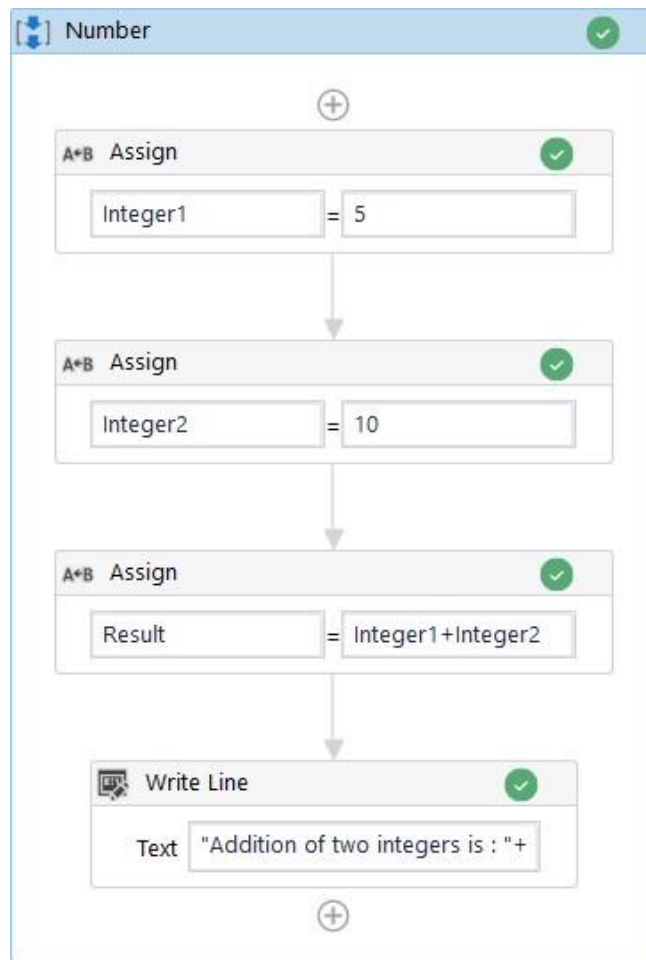 Number
A←B Assign
Integer1 = 5
A←B Assign
Integer2 = 10
A←B Assign
Result = Integer1+Integer2
Write Line
Text "Addition of two integers is : "+